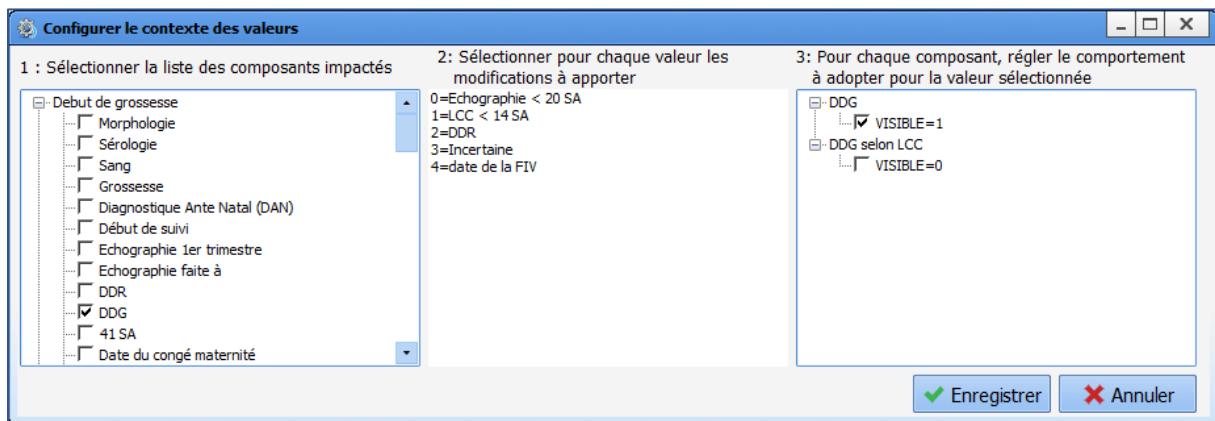 Configurer le contexte des valeurs
1 : Sélectionner la liste des composants impactés
Debut de grossesse
Morphologie
Sérologie
Sang
Grossesse
Diagnostique Ante Natal (DAN)
Début de suivi
Echographie 1er trimestre
Echographie faite à
DDR
DDG
41 SA
Date du congé maternité
2: Sélectionner pour chaque valeur les
modifications à apporter
0=Echographie < 20 SA
1=LCC < 14 SA
2=DDR
3=Incertaine
4=date de la FIV
3: Pour chaque composant, régler le comportement
à adopter pour la valeur sélectionnée
DDG
VISIBLE=1
DDG selon LCC
VISIBLE=0
Enregistrer
Annuler